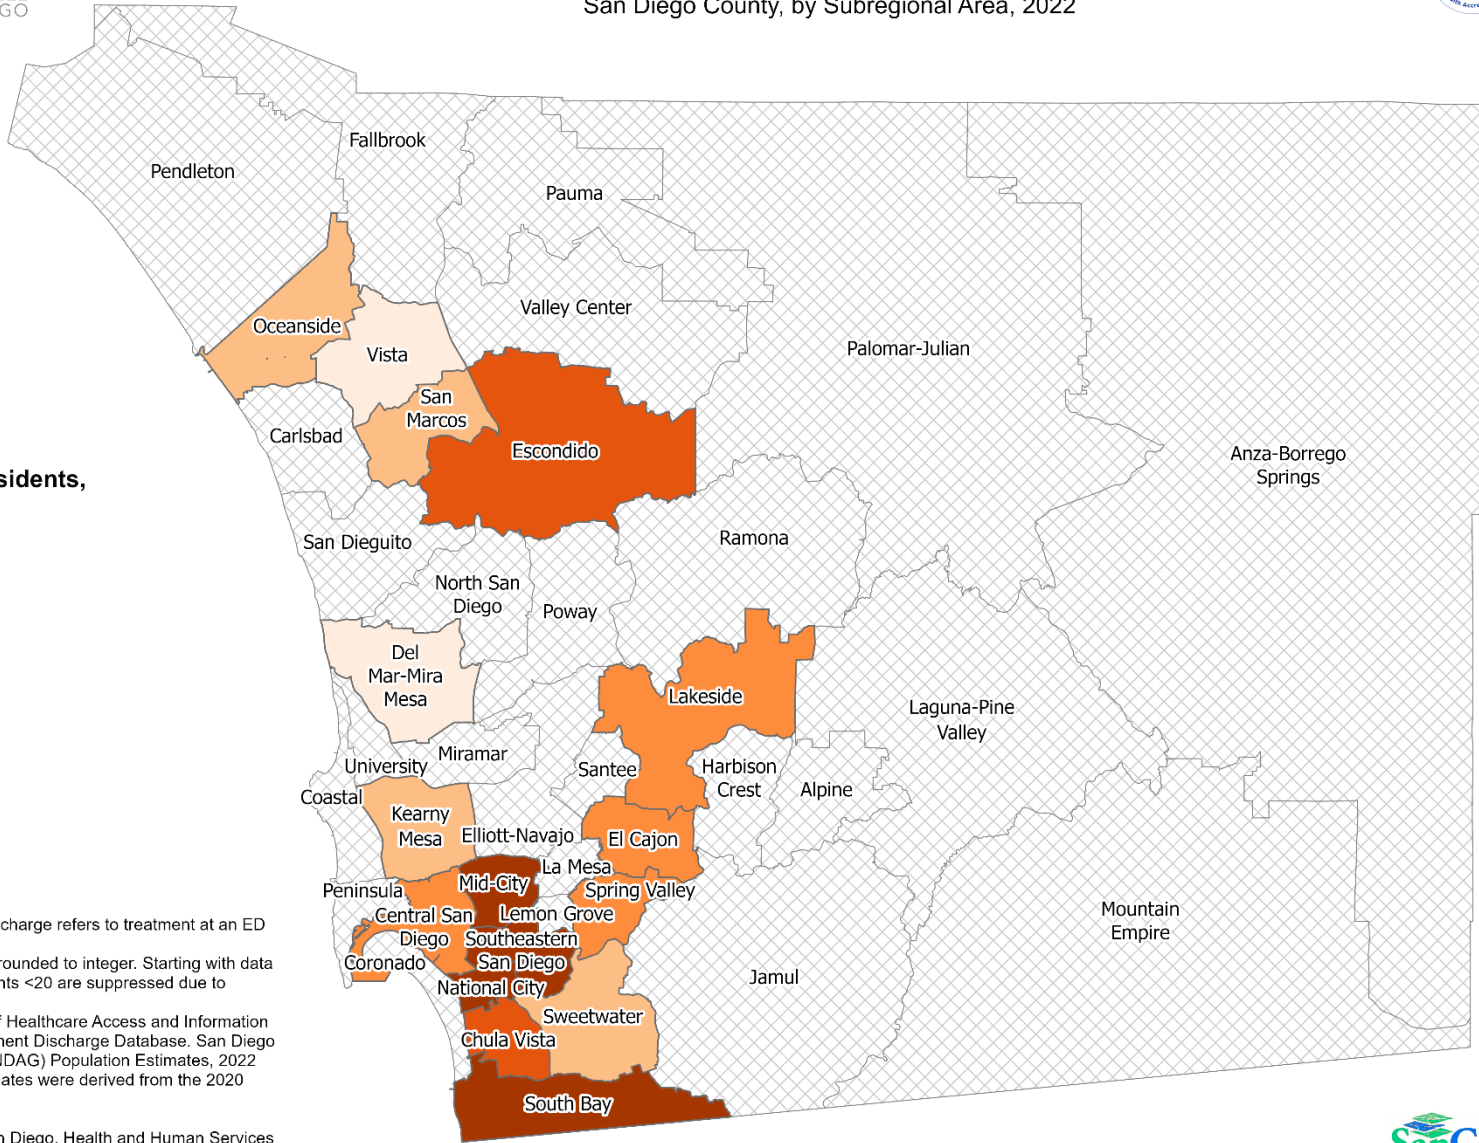 GO
San Diego County, by Subregional Area, 2022
Fallbrook
Pendleton
Pauma
Valley Center
Oceanside
Vista
Palomar-Julian
San
Marcos
Carlsbad
Escondido
Anza-Borrego
Springs
sidents,
Ramona
San Dieguito
North San
Diego
Poway
Del
Mar-Mira
Mesa
Lakeside
Laguna-Pine
Valley
Miramar
University
Santee
Harbison
Crest
Alpine
Coastal
Kearny
Mesa
Elliott-Navajo
El Cajon
La Mesa
Mid-City
Peninsula
Spring Valley
Central San
Diego
Lemon Grove
Mountain
Empire
Southeastern
San Diego
Coronado
Jamul
National City
Sweetwater
Chula Vista
South Bay
charge refers to treatment at an ED
rounded to integer. Starting with data
nts <20 are suppressed due to
f Healthcare Access and Information
nent Discharge Database. San Diego
NDAG) Population Estimates, 2022
ates were derived from the 2020
n Diego, Health and Human Services